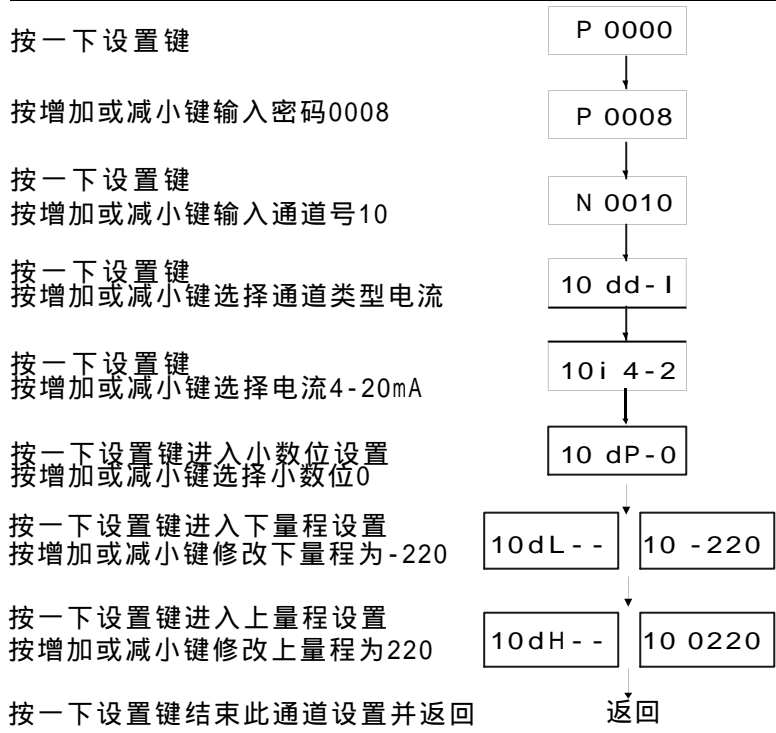 按一下设置键
P 0000
按增加或减小键输入密码0008
P 0008
按一下设置键
按增加或减小键输入通道号10
N 0010
按一下设置键
按增加或减小键选择通道类型电流
10 dd-I
按一下设置键
按增加或减小键选择电流4-20mA
10i 4-2
按一下设置键进入小数位设置
按增加或减小键选择小数位0
10 dP-0
按一下设置键进入下量程设置
按增加或减小键修改下量程为-220
10dL-- 10 -220
按一下设置键进入上量程设置
按增加或减小键修改上量程为220
10dH-- 10 0220
按一下设置键结束此通道设置并返回 返回